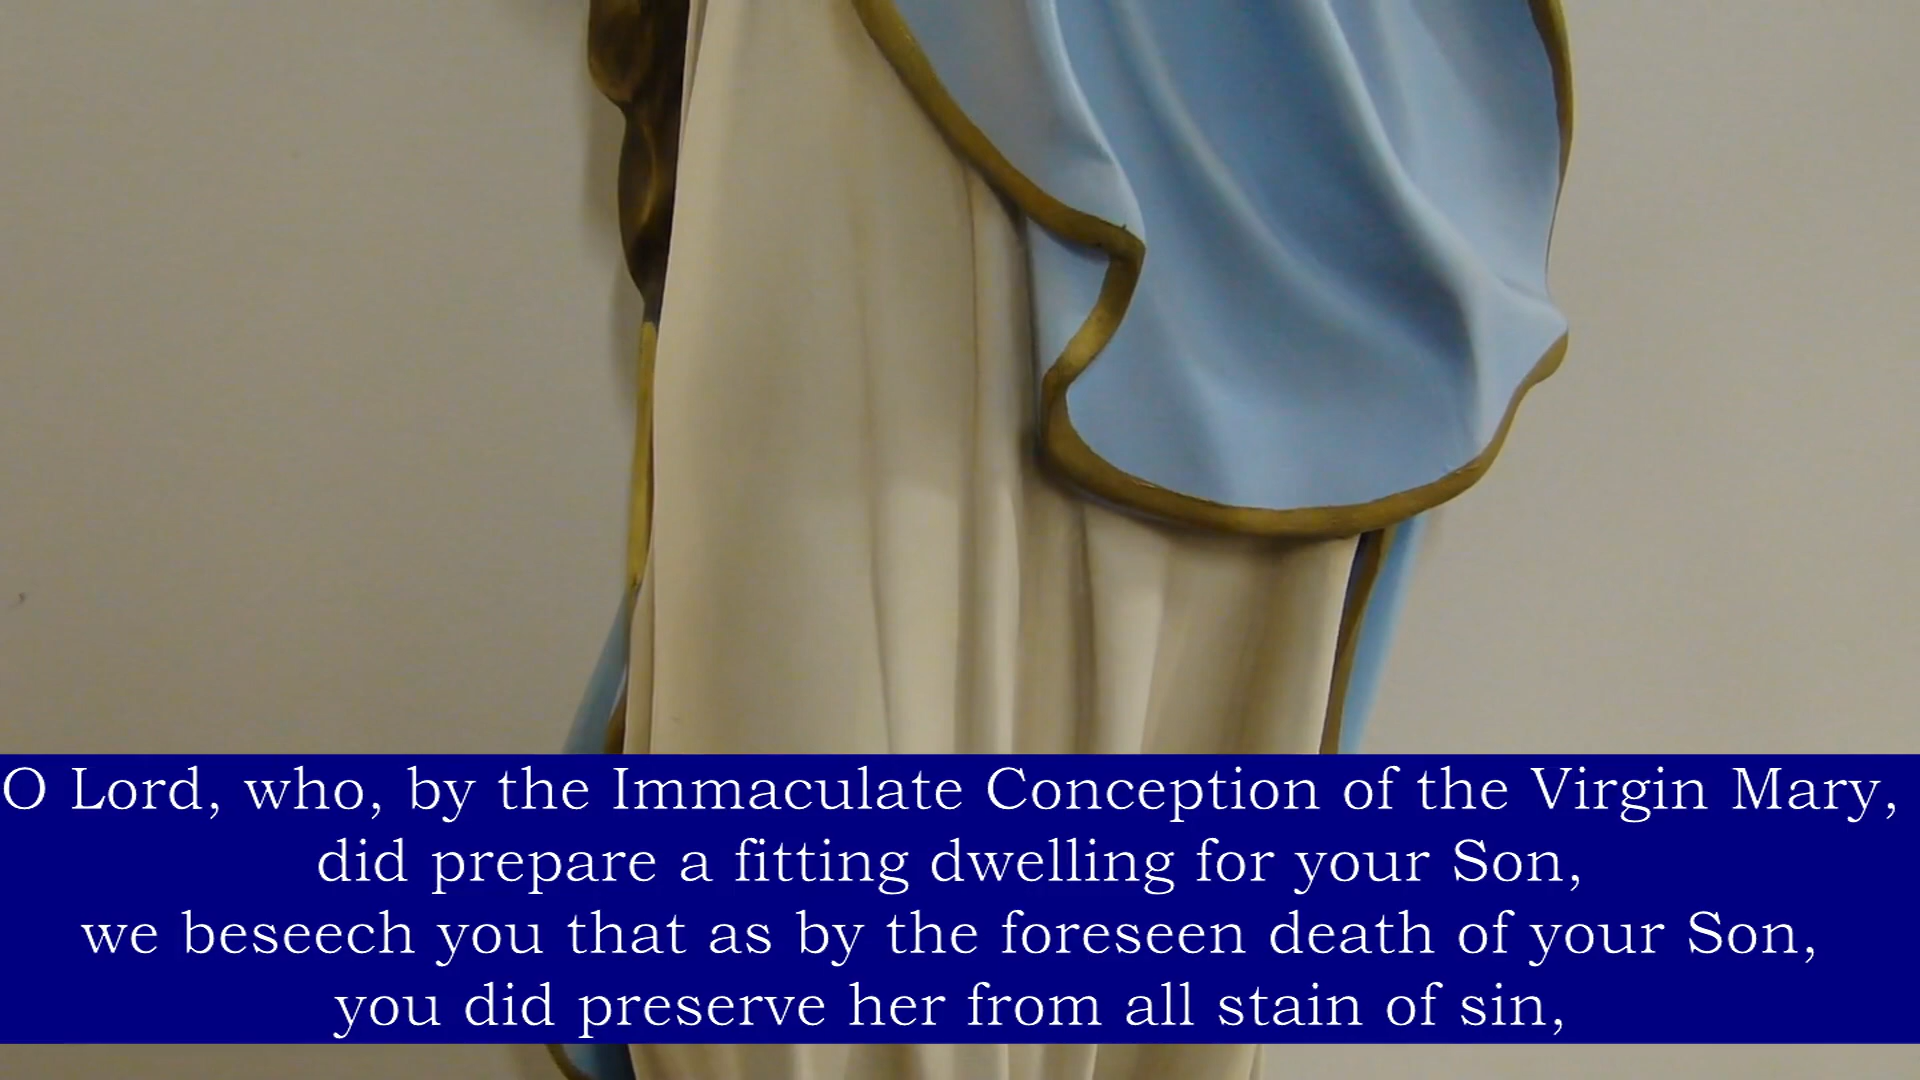 O Lord, who, by the Immaculate Conception of the Virgin Mary,
did prepare a fitting dwelling for your Son,
we beseech you that as by the foreseen death of your Son,
you did preserve her from all stain of sin,